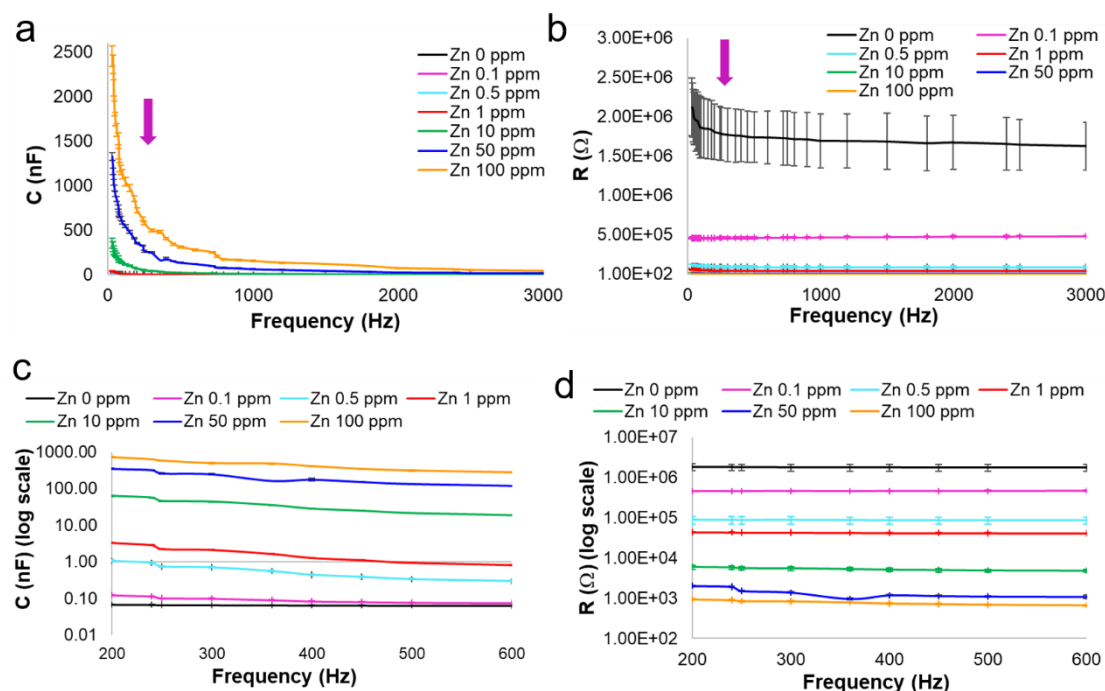 a
2500
2000
1500
1000
500
0
C (nF)
Zn 0 ppm
Zn 0.1 ppm
Zn 0.5 ppm
Zn 1 ppm
Zn 10 ppm
Zn 50 ppm
Zn 100 ppm
0 1000 2000 3000
Frequency (Hz)
b
3.00E+06
2.50E+06
2.00E+06
1.50E+06
1.00E+06
5.00E+05
1.00E+02
R (Ω)
Zn 0 ppm Zn 0.1 ppm
Zn 0.5 ppm Zn 1 ppm
Zn 10 ppm Zn 50 ppm
Zn 100 ppm
0 1000 2000 3000
Frequency (Hz)
c
Zn 0 ppm Zn 0.1 ppm Zn 0.5 ppm Zn 1 ppm
Zn 10 ppm Zn 50 ppm Zn 100 ppm
1000.00
100.00
10.00
1.00
0.10
0.01
C (nF) (log scale)
200 300 400 500 600
Frequency (Hz)
d
Zn 0 ppm Zn 0.1 ppm Zn 0.5 ppm Zn 1 ppm
Zn 10 ppm Zn 50 ppm Zn 100 ppm
1.00E+07
1.00E+06
1.00E+05
1.00E+04
1.00E+03
1.00E+02
R (Ω) (log scale)
200 300 400 500 600
Frequency (Hz)